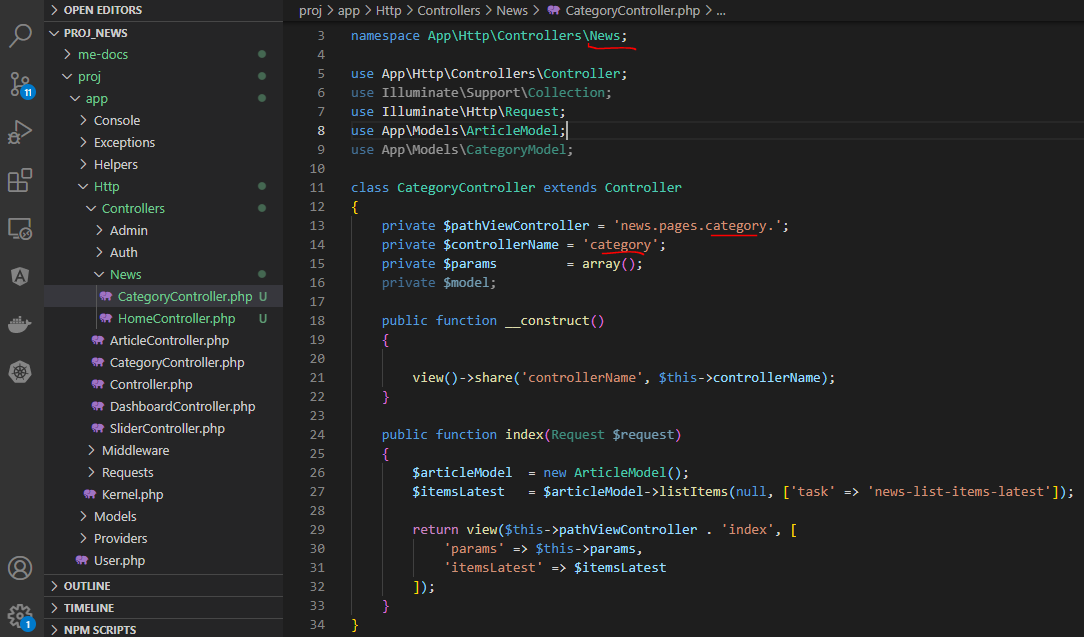 OPEN EDITORS
PROJ_NEWS
me-docs
proj
app
Console
Exceptions
Helpers
Http
Controllers
Admin
Auth
News
CategoryController.php U
HomeController.php U
ArticleController.php
CategoryController.php
Controller.php
DashboardController.php
SliderController.php
Middleware
Requests
Kernel.php
Models
Providers
User.php
OUTLINE
TIMELINE
NPM SCRIPTS
11
1
proj > app > Http > Controllers > News > CategoryController.php > ...
3 namespace App\Http\Controllers\News;
4
5 use App\Http\Controllers\Controller;
6 use Illuminate\Support\Collection;
7 use Illuminate\Http\Request;
8 use App\Models\ArticleModel;
9 use App\Models\CategoryModel;
10
11 class CategoryController extends Controller
12 {
13     private $pathViewController = 'news.pages.category.';
14     private $controllerName = 'category';
15     private $params         = array();
16     private $model;
17
18     public function __construct()
19     {
20
21         view()->share('controllerName', $this->controllerName);
22     }
23
24     public function index(Request $request)
25     {
26         $articleModel  = new ArticleModel();
27         $itemsLatest   = $articleModel->listItems(null, ['task' => 'news-list-items-latest']);
28
29         return view($this->pathViewController . 'index', [
30             'params' => $this->params,
31             'itemsLatest' => $itemsLatest
32         ]);
33     }
34 }